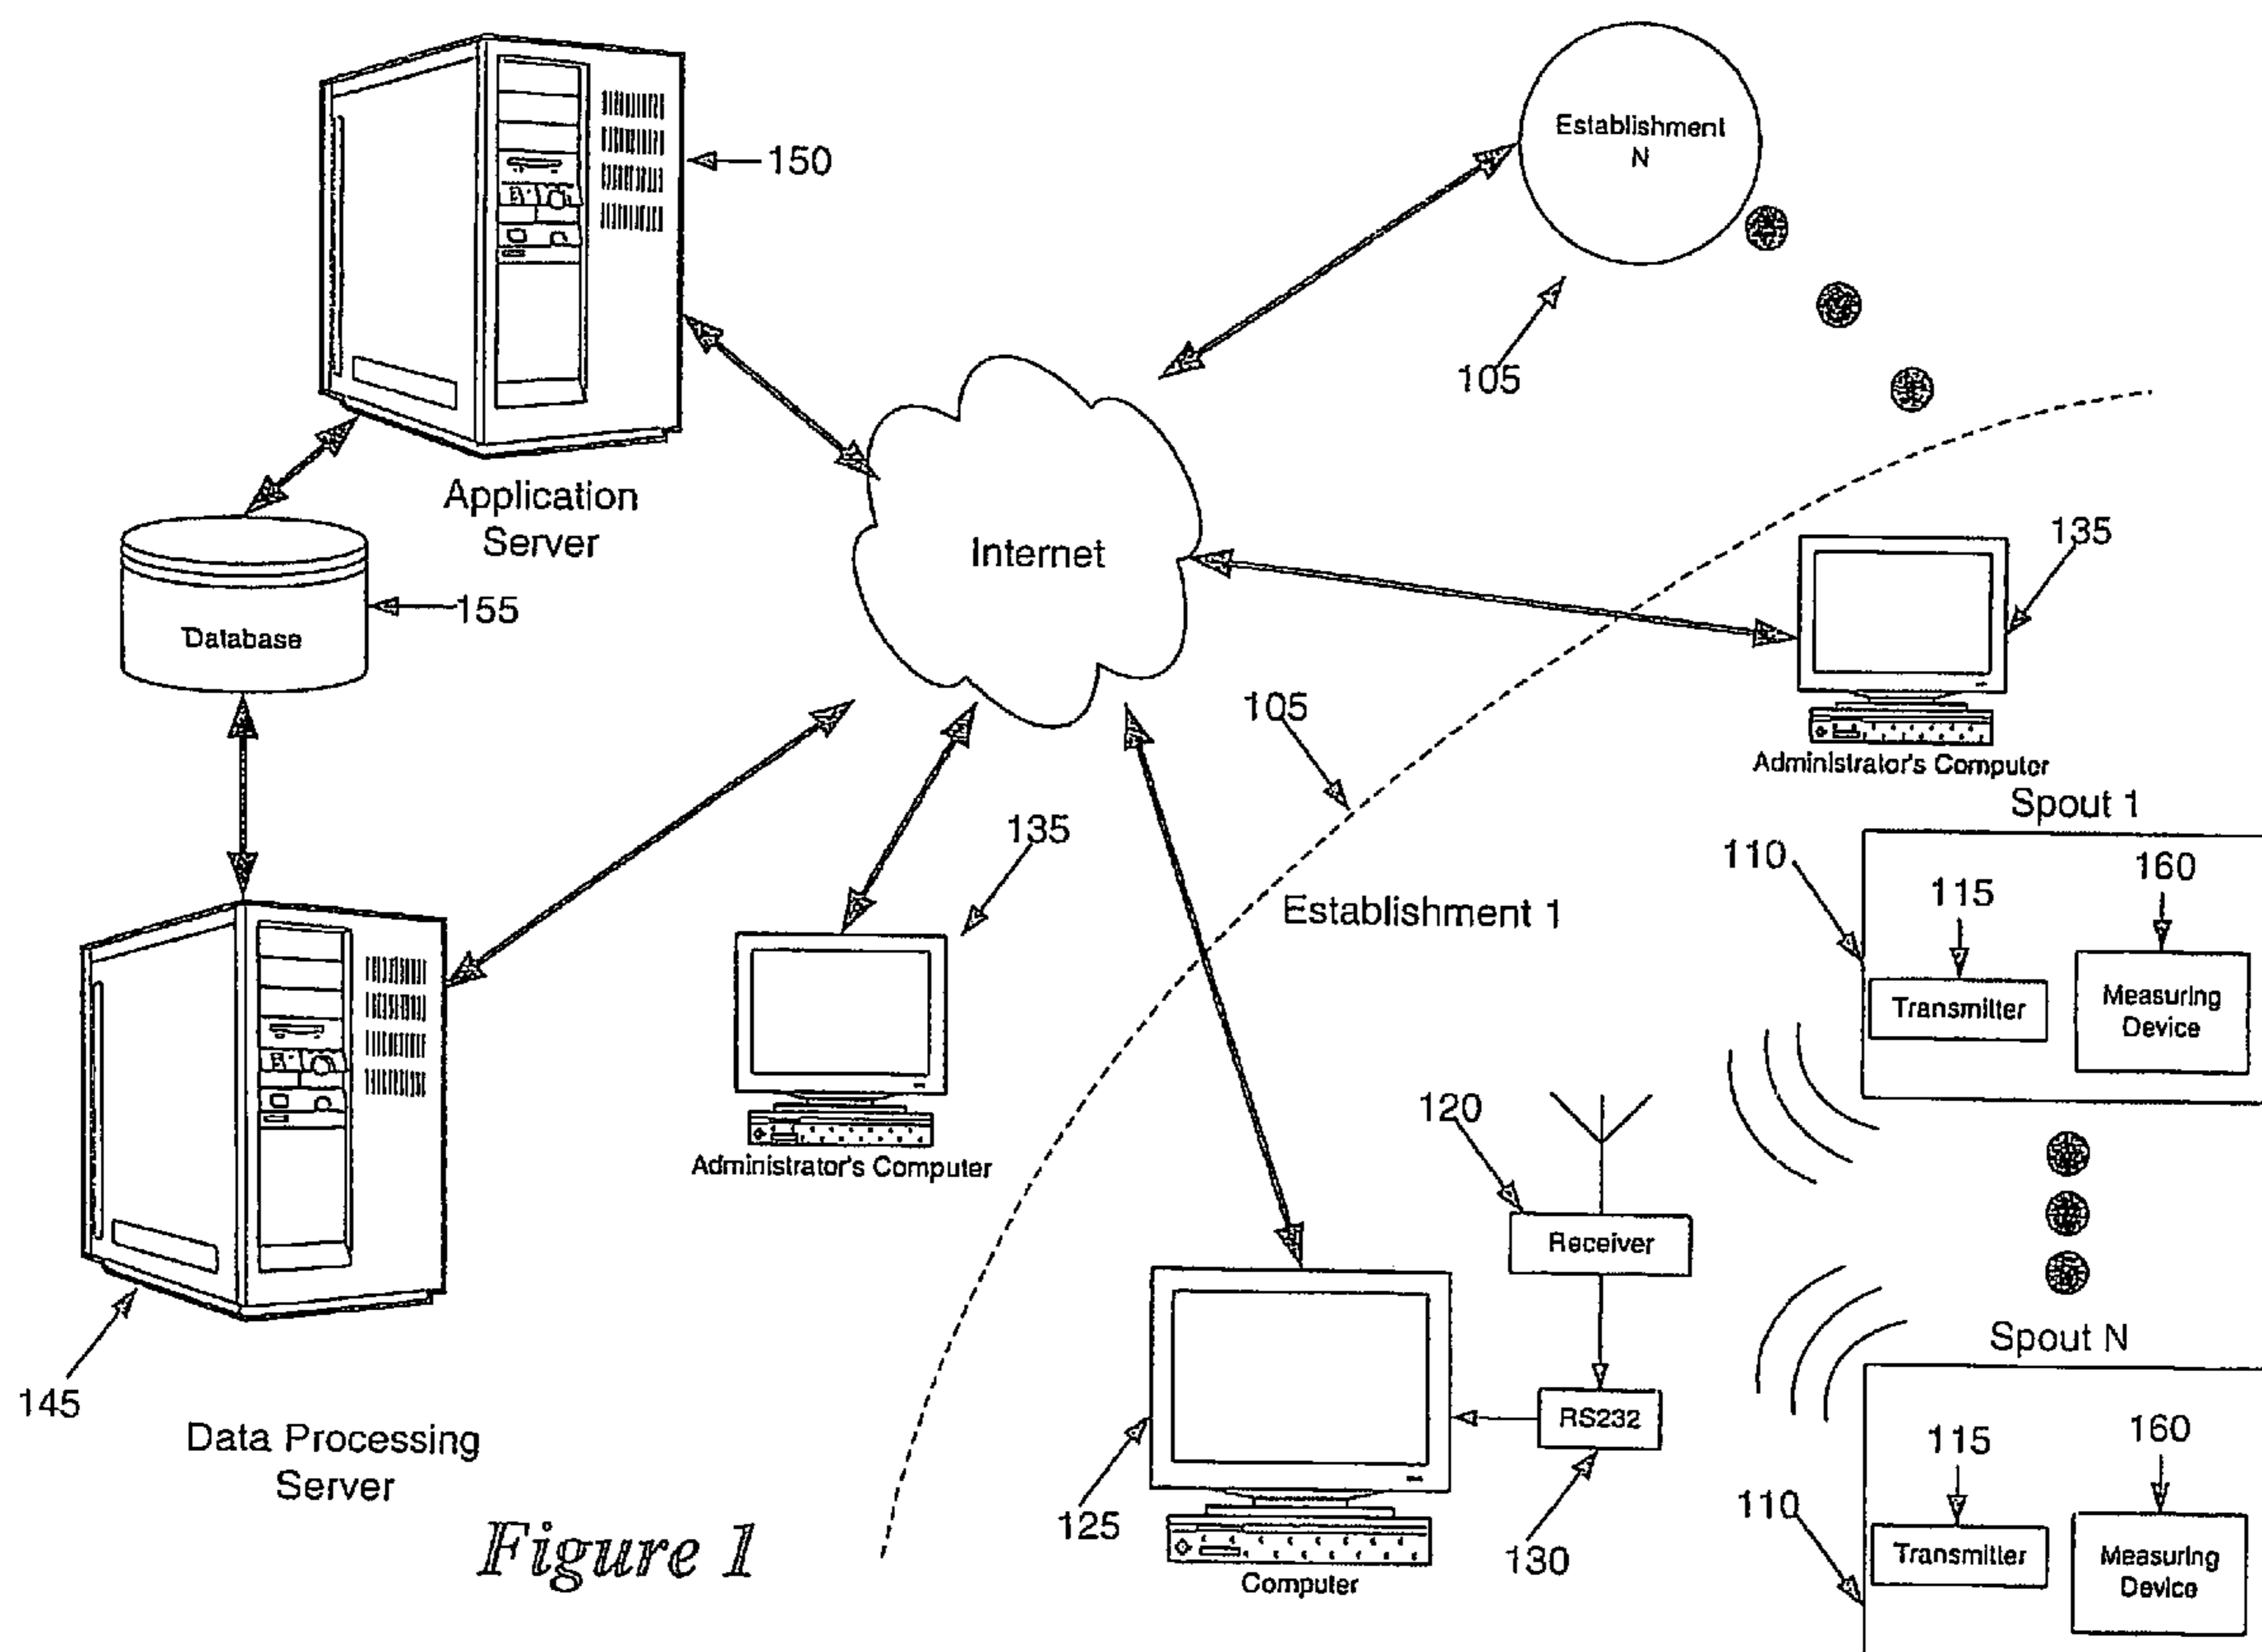 Establishment
N
150
105
Application
Server
Internet
135
155
Database
105
Administrator's Computer
Spout 1
135
110
160
115
Establishment 1
Transmitter
Measuring
Device
120
Administrator's Computer
Receiver
Spout N
145
RS232
Data Processing
Server
115
160
110
125
130
Transmitter
Measuring
Device
Computer
Figure 1